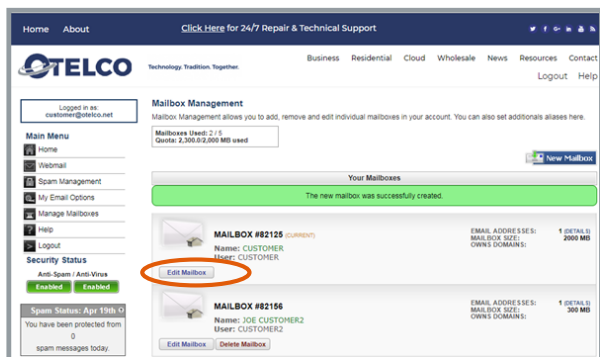 Home About Click Here for 24/7 Repair & Technical Support
OTELCO Technology. Tradition. Together. Business Residential Cloud Wholesale News Resources Contact
Logout Help
Logged in as:
customer@otelco.net
Main Menu
Home
Webmail
Spam Management
My Email Options
Manage Mailboxes
Help
Logout
Security Status
Anti-Spam / Anti-Virus
Enabled Enabled
Spam Status: Apr 19th
You have been protected from
0
spam messages today.
Mailbox Management
Mailbox Management allows you to add, remove and edit individual mailboxes in your account. You can also set additionals aliases here.
Mailboxes Used: 2 / 5
Quota: 2,300.0/2,000 MB used
New Mailbox
Your Mailboxes
The new mailbox was successfully created.
MAILBOX #82125 (CURRENT)
Name: CUSTOMER
User: CUSTOMER
EMAIL ADDRESSES: 1 (DETAILS)
MAILBOX SIZE: 2000 MB
OWNS DOMAINS:
Edit Mailbox
MAILBOX #82156
Name: JOE CUSTOMER2
User: CUSTOMER2
EMAIL ADDRESSES: 1 (DETAILS)
MAILBOX SIZE: 300 MB
OWNS DOMAINS:
Edit Mailbox Delete Mailbox